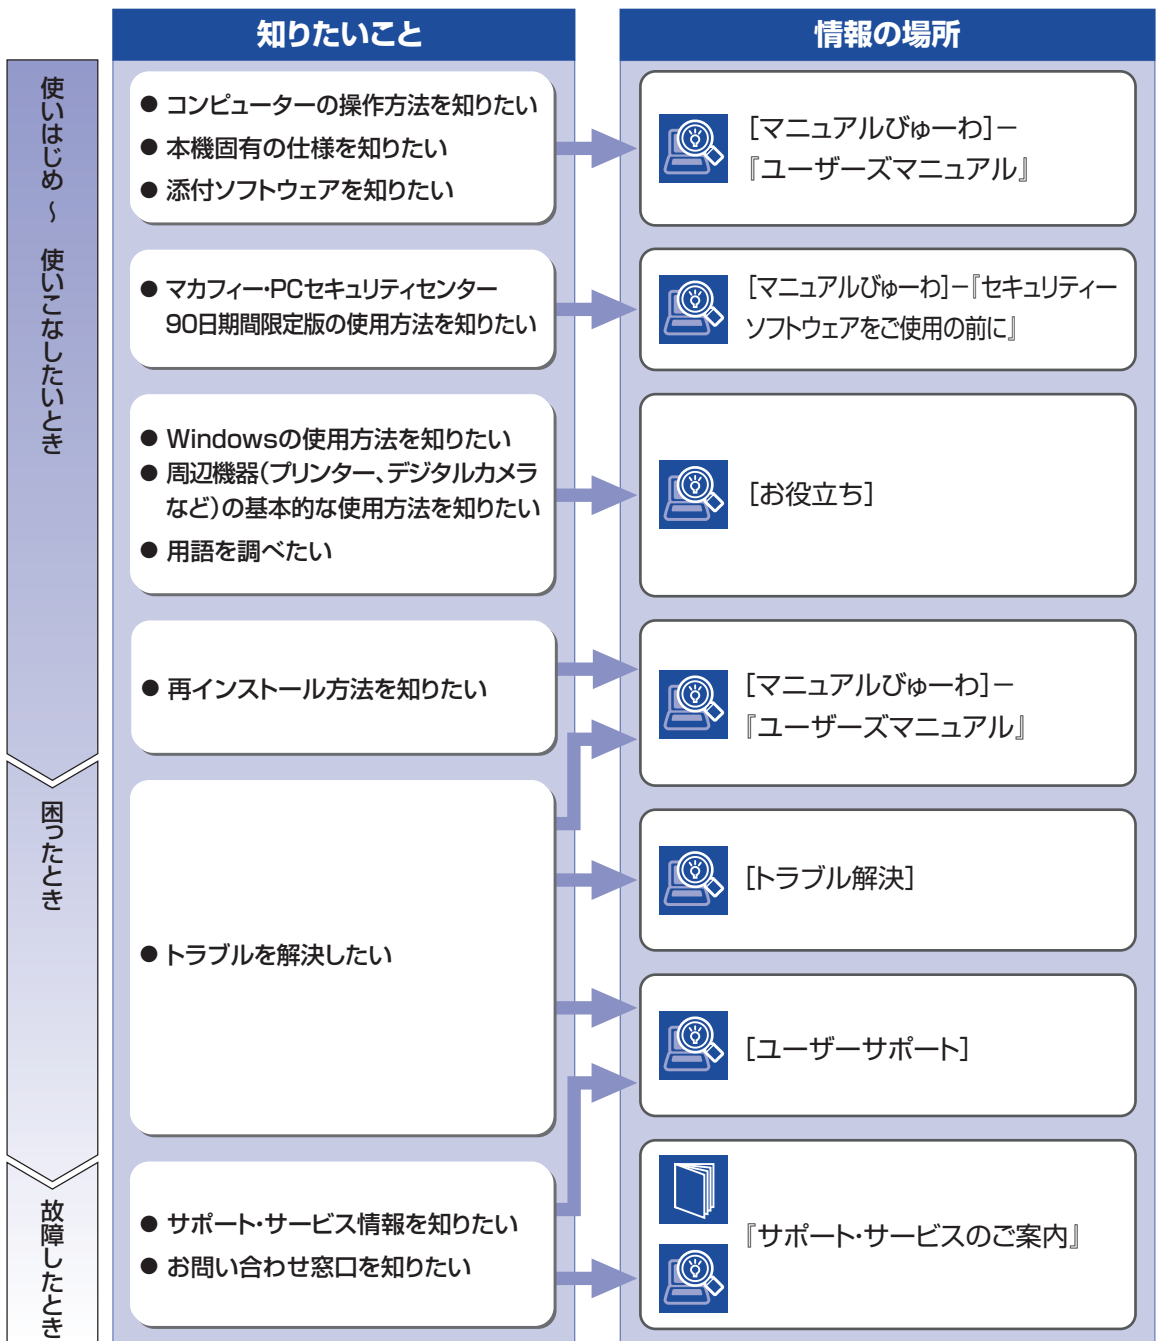 知りたいこと
情報の場所
使いはじめ ～ 使いこなしたいとき
● コンピューターの操作方法を知りたい
● 本機固有の仕様を知りたい
● 添付ソフトウェアを知りたい
［マニュアルびゅーわ］－
『ユーザーズマニュアル』
● マカフィー・PCセキュリティセンター
90日期間限定版の使用方法を知りたい
［マニュアルびゅーわ］－『セキュリティー
ソフトウェアをご使用の前に』
● Windowsの使用方法を知りたい
● 周辺機器（プリンター、デジタルカメラ
など）の基本的な使用方法を知りたい
● 用語を調べたい
［お役立ち］
● 再インストール方法を知りたい
［マニュアルびゅーわ］－
『ユーザーズマニュアル』
困ったとき
● トラブルを解決したい
［トラブル解決］
［ユーザーサポート］
故障したとき
● サポート・サービス情報を知りたい
● お問い合わせ窓口を知りたい
『サポート・サービスのご案内』